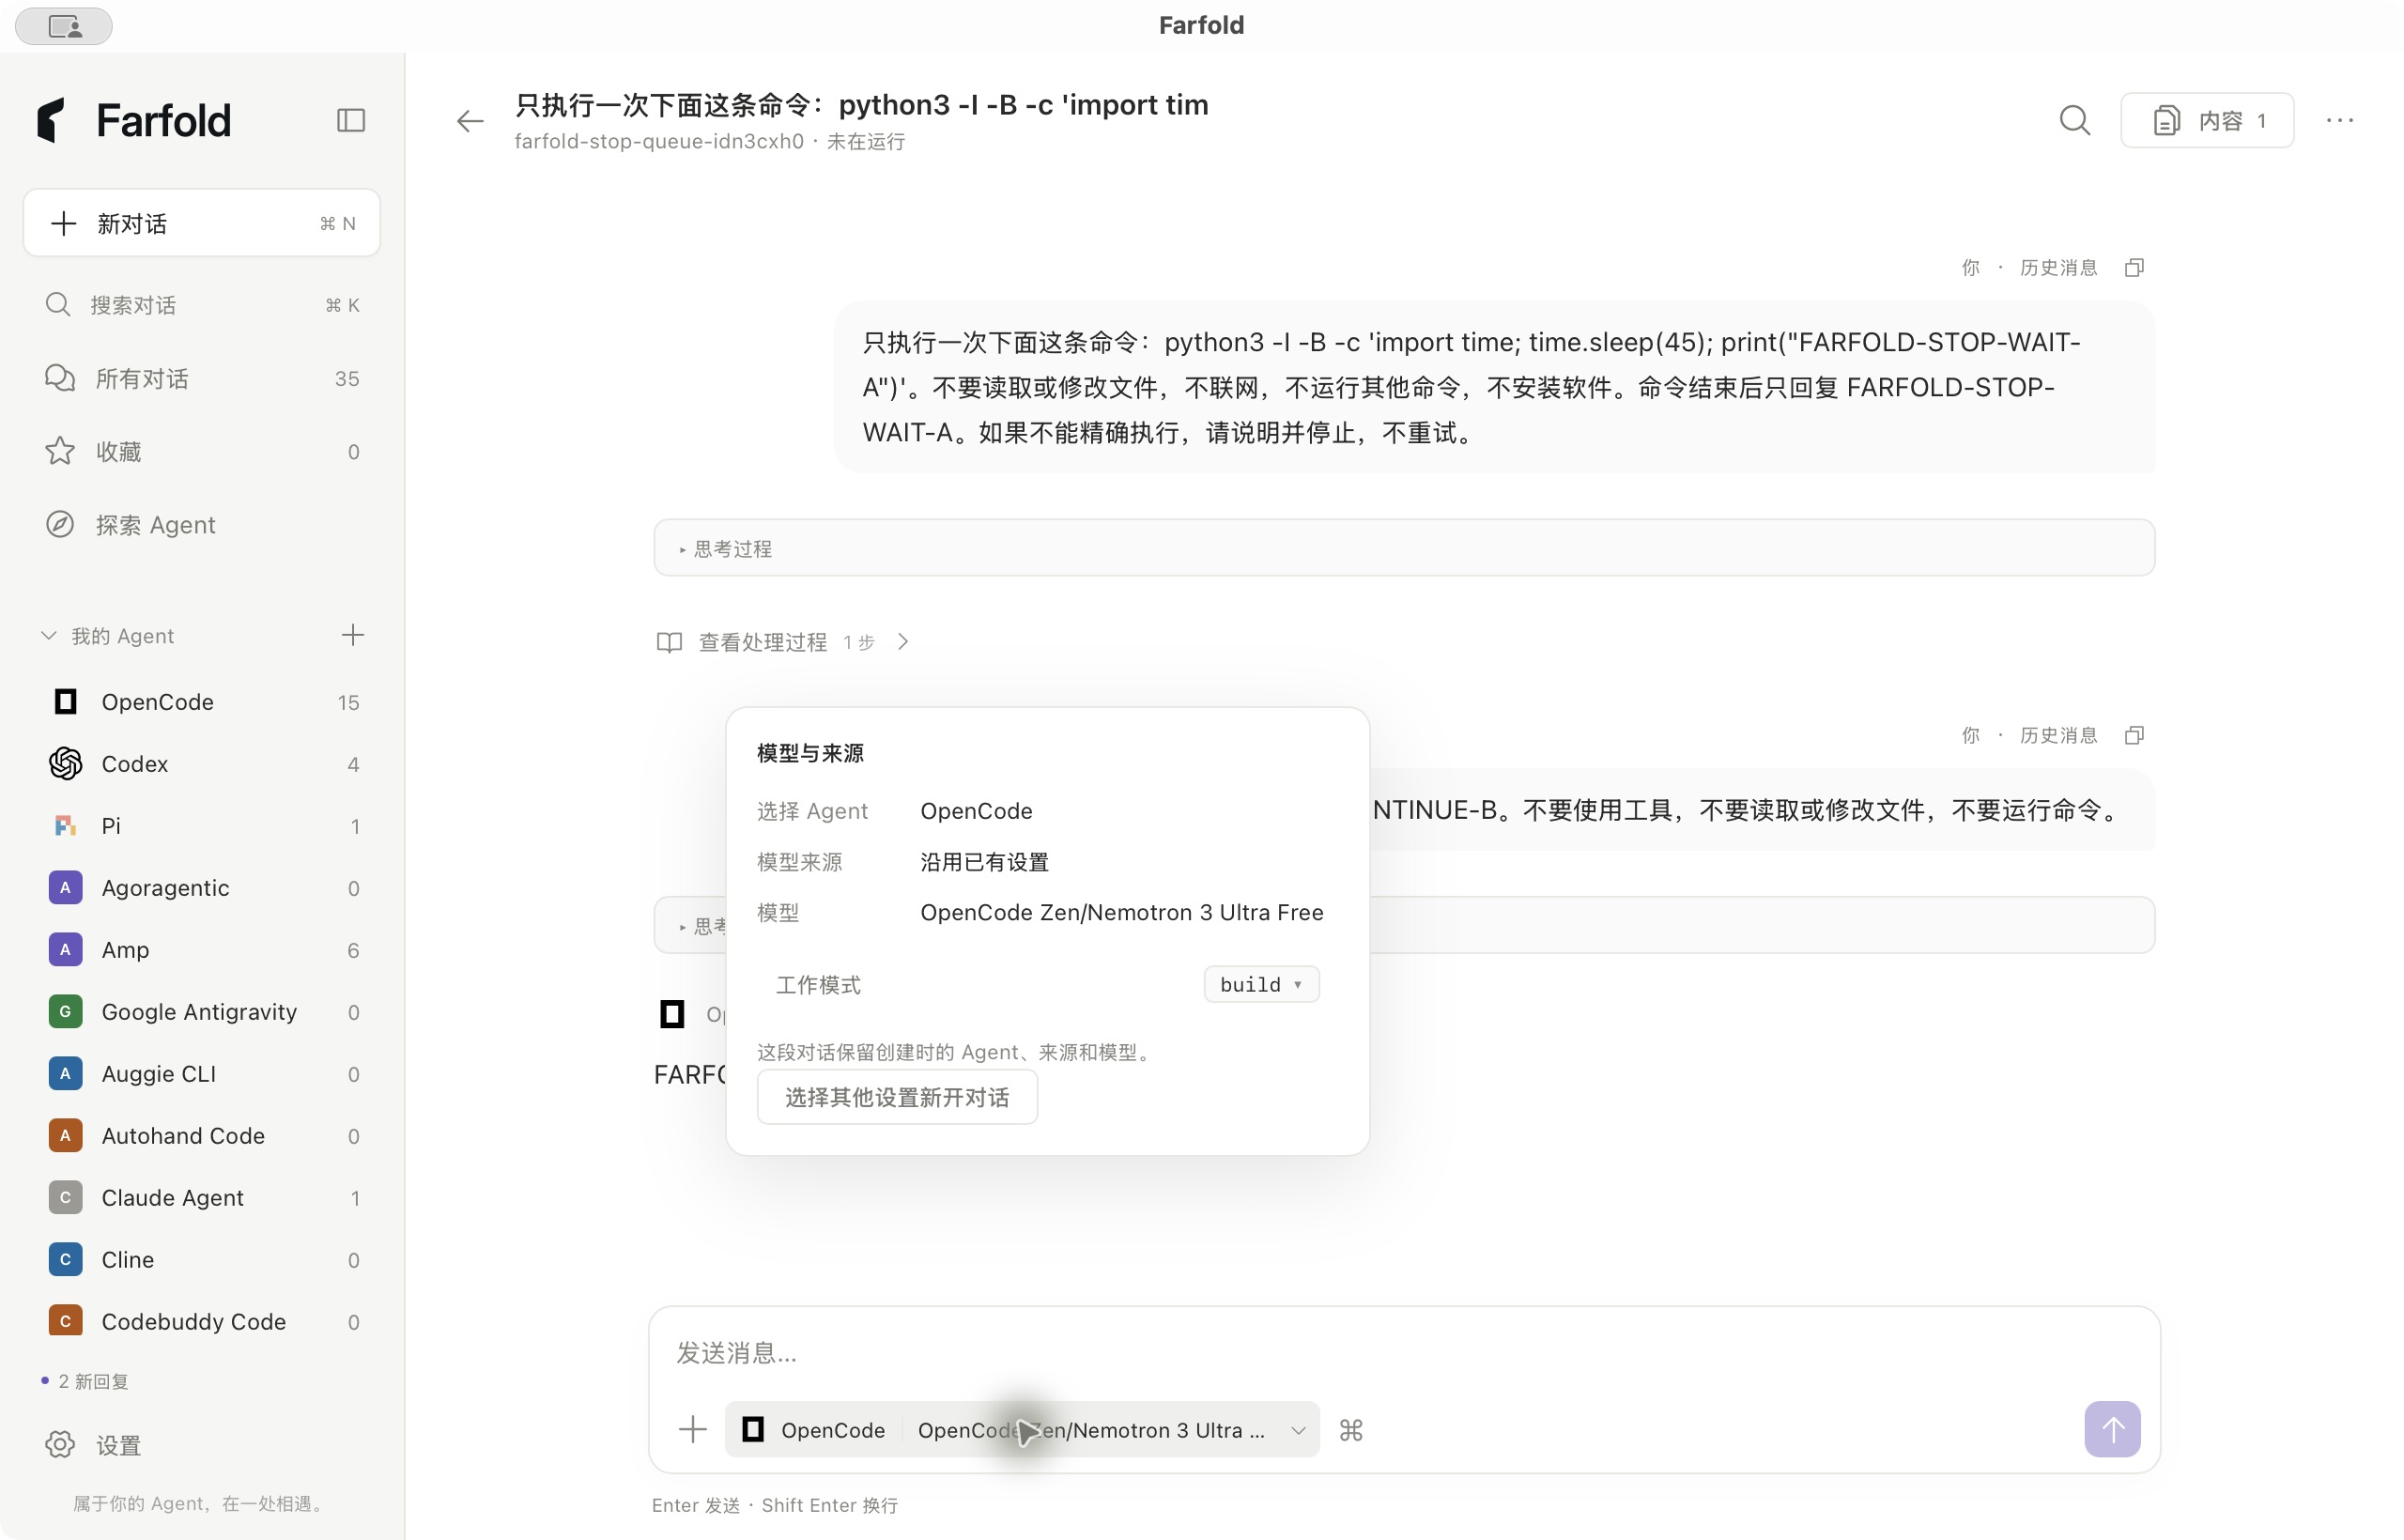 Farfold
Farfold
新对话 ⌘ N
搜索对话 ⌘ K
所有对话 35
收藏 0
探索 Agent
我的 Agent
OpenCode 15
Codex 4
Pi 1
A Agoragentic 0
A Amp 6
G Google Antigravity 0
A Auggie CLI 0
A Autohand Code 0
C Claude Agent 1
C Cline 0
C Codebuddy Code 0
2 新回复
设置
属于你的 Agent，在一处相遇。
只执行一次下面这条命令：python3 -I -B -c 'import tim
farfold-stop-queue-idn3cxh0 · 未在运行
内容 1
你 · 历史消息
只执行一次下面这条命令：python3 -I -B -c 'import time; time.sleep(45); print("FARFOLD-STOP-WAIT-
A")'。不要读取或修改文件，不联网，不运行其他命令，不安装软件。命令结束后只回复 FARFOLD-STOP-
WAIT-A。如果不能精确执行，请说明并停止，不重试。
思考过程
查看处理过程 1 步
你 · 历史消息
NTINUE-B。不要使用工具，不要读取或修改文件，不要运行命令。
模型与来源
选择 Agent OpenCode
模型来源 沿用已有设置
模型 OpenCode Zen/Nemotron 3 Ultra Free
工作模式 build
这段对话保留创建时的 Agent、来源和模型。
选择其他设置新开对话
发送消息...
OpenCode OpenCode Zen/Nemotron 3 Ultra ...
⌘
Enter 发送 · Shift Enter 换行